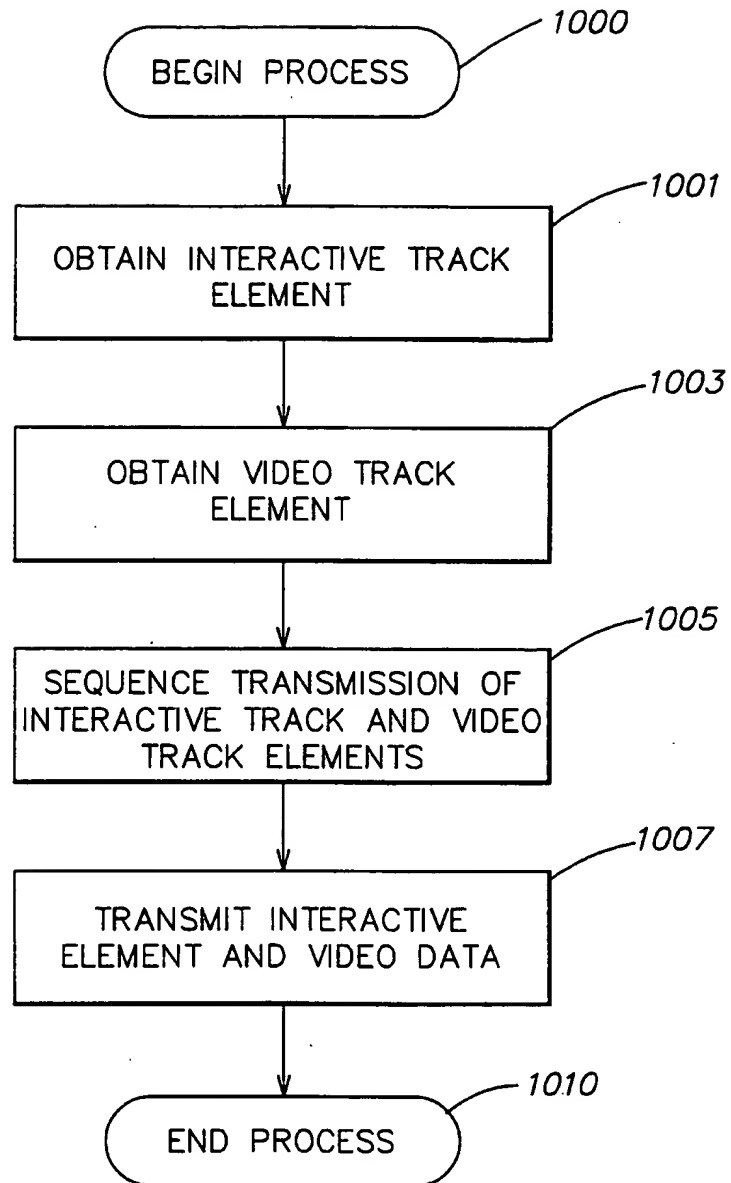 1000
BEGIN PROCESS
1001
OBTAIN INTERACTIVE TRACK
ELEMENT
1003
OBTAIN VIDEO TRACK
ELEMENT
1005
SEQUENCE TRANSMISSION OF
INTERACTIVE TRACK AND VIDEO
TRACK ELEMENTS
1007
TRANSMIT INTERACTIVE
ELEMENT AND VIDEO DATA
1010
END PROCESS